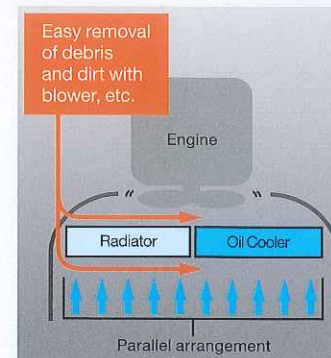 Easy removal
of debris
and dirt with
blower, etc.
Engine
Radiator
Oil Cooler
Parallel arrangement